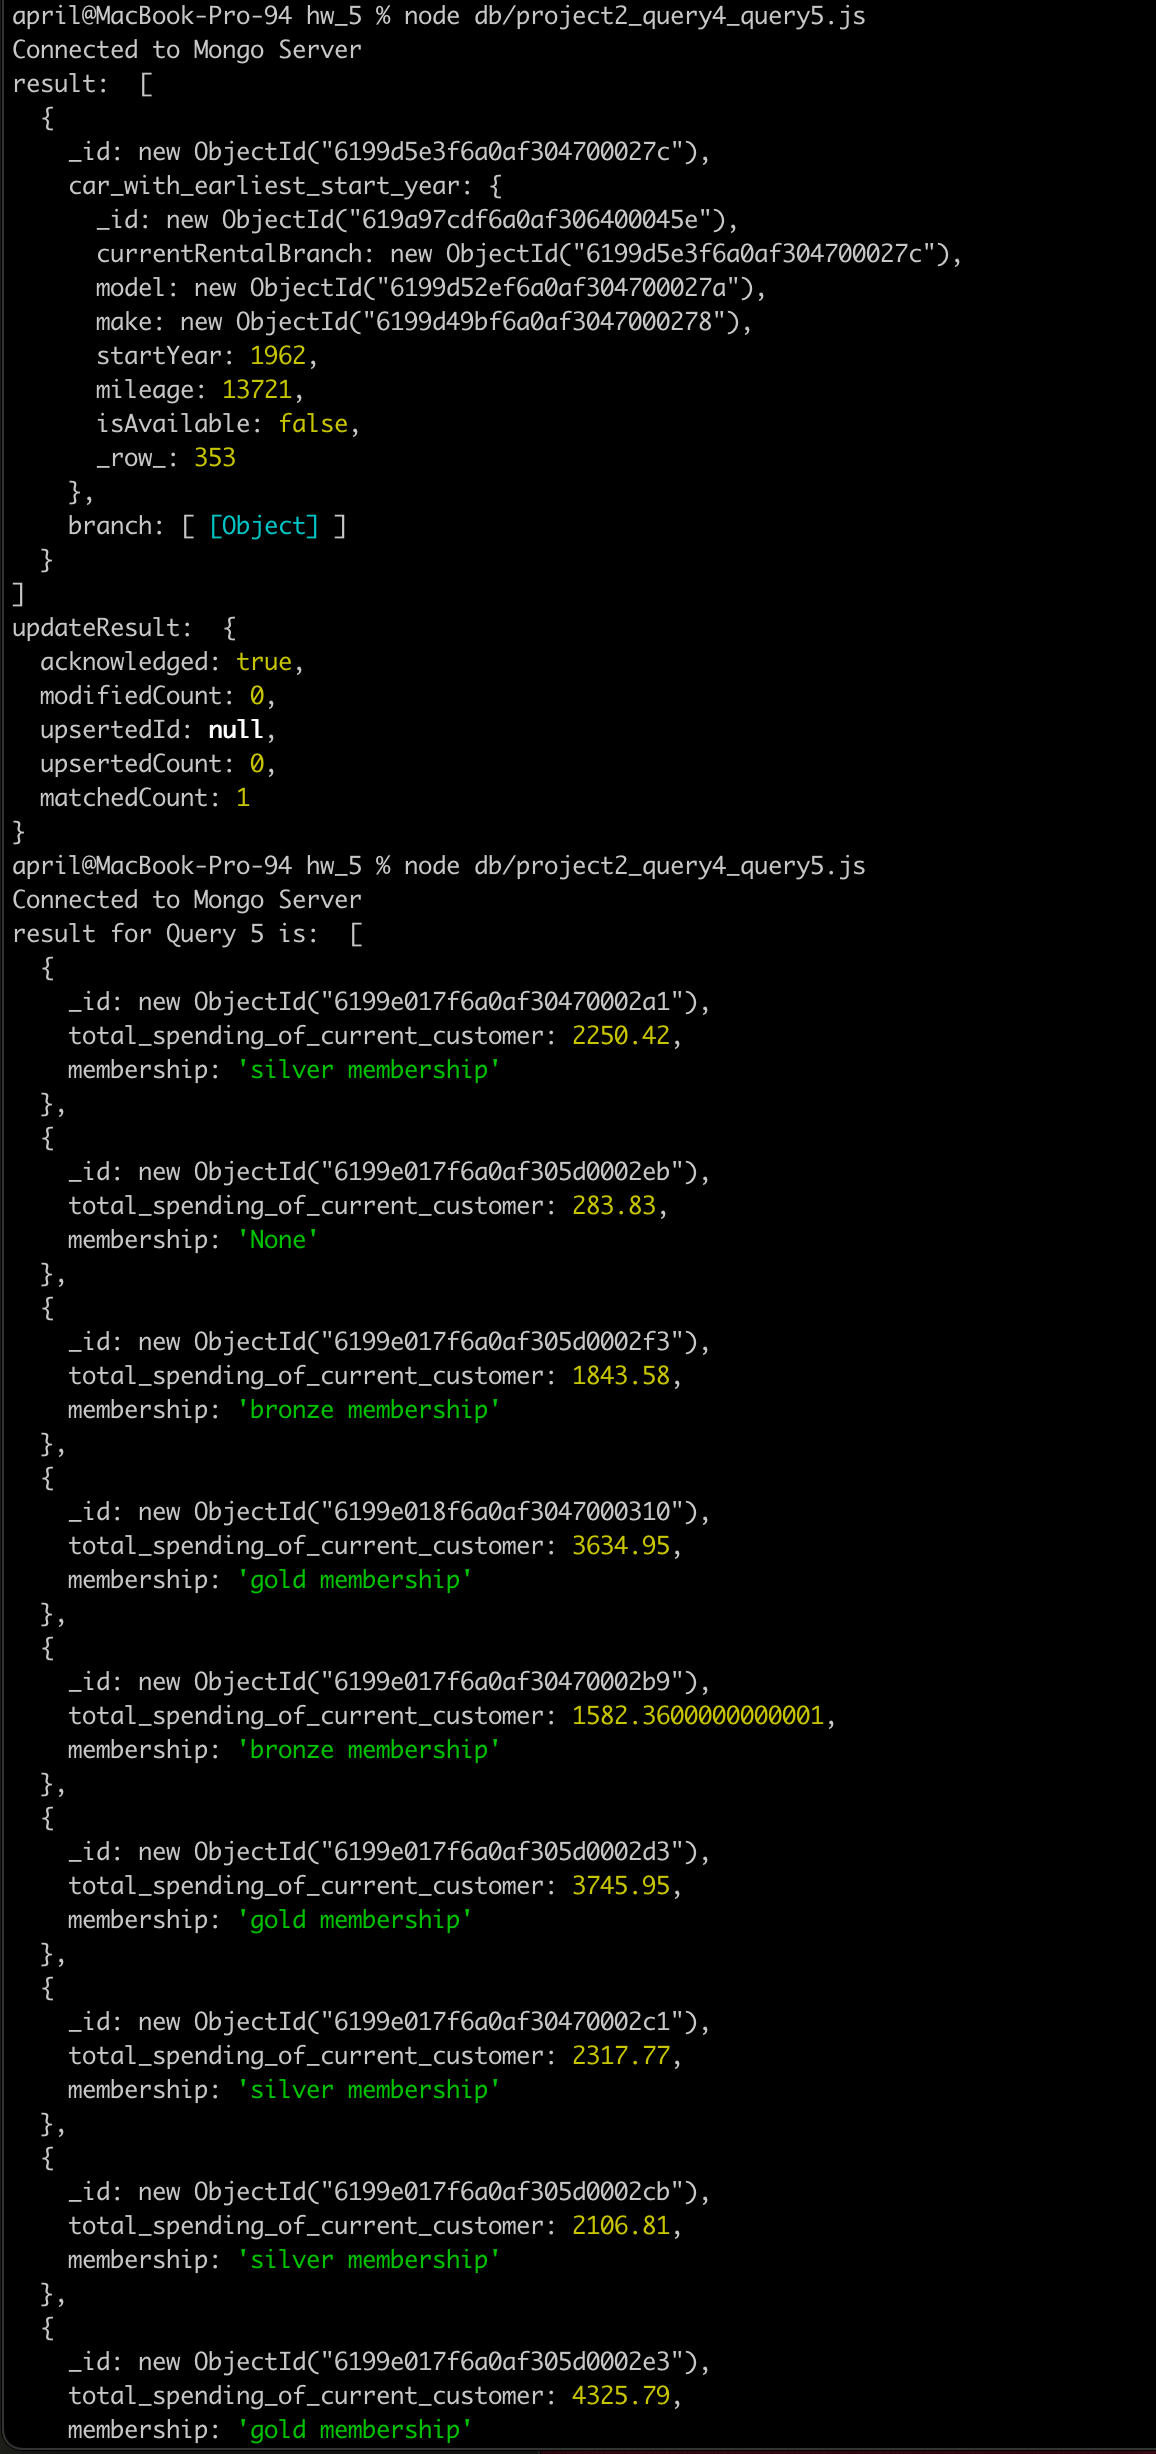 april@MacBook-Pro-94 hw_5 % node db/project2_query4_query5.js
Connected to Mongo Server
result:  [
  {
    _id: new ObjectId("6199d5e3f6a0af304700027c"),
    car_with_earliest_start_year: {
      _id: new ObjectId("619a97cdf6a0af306400045e"),
      currentRentalBranch: new ObjectId("6199d5e3f6a0af304700027c"),
      model: new ObjectId("6199d52ef6a0af304700027a"),
      make: new ObjectId("6199d49bf6a0af3047000278"),
      startYear: 1962,
      mileage: 13721,
      isAvailable: false,
      _row_: 353
    },
    branch: [ [Object] ]
  }
]
updateResult:  {
  acknowledged: true,
  modifiedCount: 0,
  upsertedId: null,
  upsertedCount: 0,
  matchedCount: 1
}
april@MacBook-Pro-94 hw_5 % node db/project2_query4_query5.js
Connected to Mongo Server
result for Query 5 is:  [
  {
    _id: new ObjectId("6199e017f6a0af30470002a1"),
    total_spending_of_current_customer: 2250.42,
    membership: 'silver membership'
  },
  {
    _id: new ObjectId("6199e017f6a0af305d0002eb"),
    total_spending_of_current_customer: 283.83,
    membership: 'None'
  },
  {
    _id: new ObjectId("6199e017f6a0af305d0002f3"),
    total_spending_of_current_customer: 1843.58,
    membership: 'bronze membership'
  },
  {
    _id: new ObjectId("6199e018f6a0af3047000310"),
    total_spending_of_current_customer: 3634.95,
    membership: 'gold membership'
  },
  {
    _id: new ObjectId("6199e017f6a0af30470002b9"),
    total_spending_of_current_customer: 1582.3600000000001,
    membership: 'bronze membership'
  },
  {
    _id: new ObjectId("6199e017f6a0af305d0002d3"),
    total_spending_of_current_customer: 3745.95,
    membership: 'gold membership'
  },
  {
    _id: new ObjectId("6199e017f6a0af30470002c1"),
    total_spending_of_current_customer: 2317.77,
    membership: 'silver membership'
  },
  {
    _id: new ObjectId("6199e017f6a0af305d0002cb"),
    total_spending_of_current_customer: 2106.81,
    membership: 'silver membership'
  },
  {
    _id: new ObjectId("6199e017f6a0af305d0002e3"),
    total_spending_of_current_customer: 4325.79,
    membership: 'gold membership'